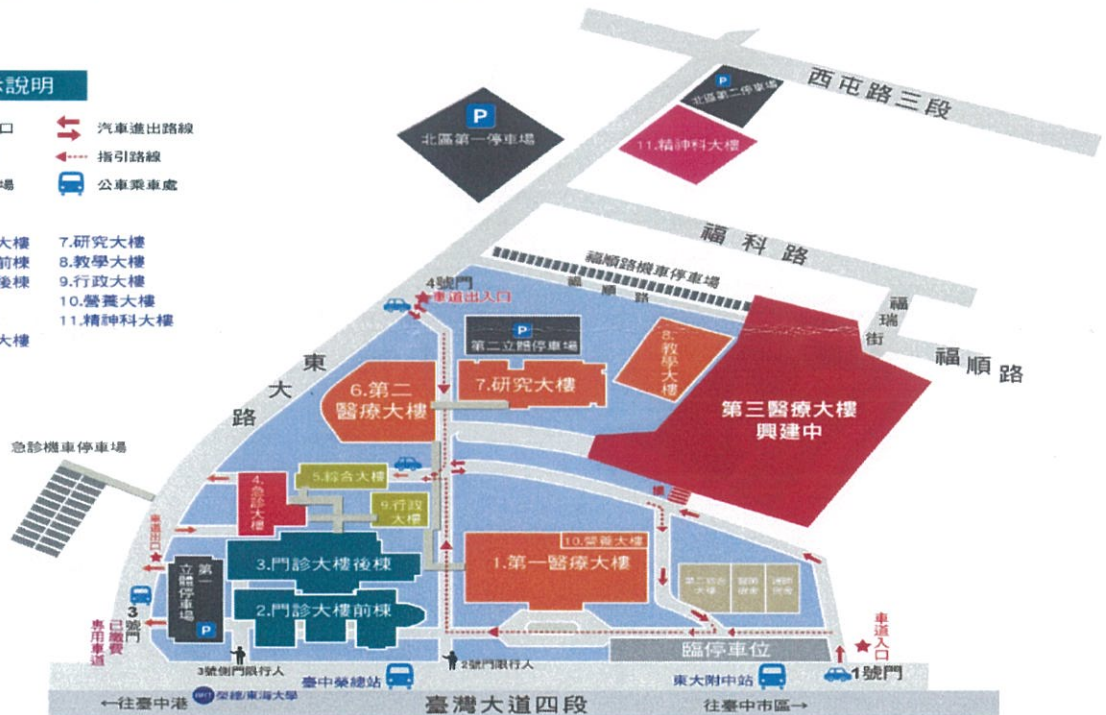 示說明
口
汽車進出路線
指引路線
場
公車乘車處
大樓
7.研究大樓
前棟
8.教學大樓
後棟
9.行政大樓
10.營養大樓
11.精神科大樓
大樓
西屯路三段
P
北區第二停車場
11.精神科大樓
P
北區第一停車場
福科路
福順路機車停車場
福順路
福瑞街
福順路
4號門
車道出入口
P
第二立體停車場
8.教學大樓
7.研究大樓
6.第二醫療大樓
第三醫療大樓
興建中
東大路
急診機車停車場
5.綜合大樓
4.急診大樓
9.行政大樓
車道出口
3.門診大樓後棟
10.營養大樓
1.第一醫療大樓
第一立體停車場
P
2.門診大樓前棟
3號門
已繳費
專用車道
臨停車位
車道入口
1號門
3號側門限行人
2號門限行人
臺中榮總站
東大附中站
←往臺中港
BRT
榮總/東海大學
臺灣大道四段
往臺中市區→